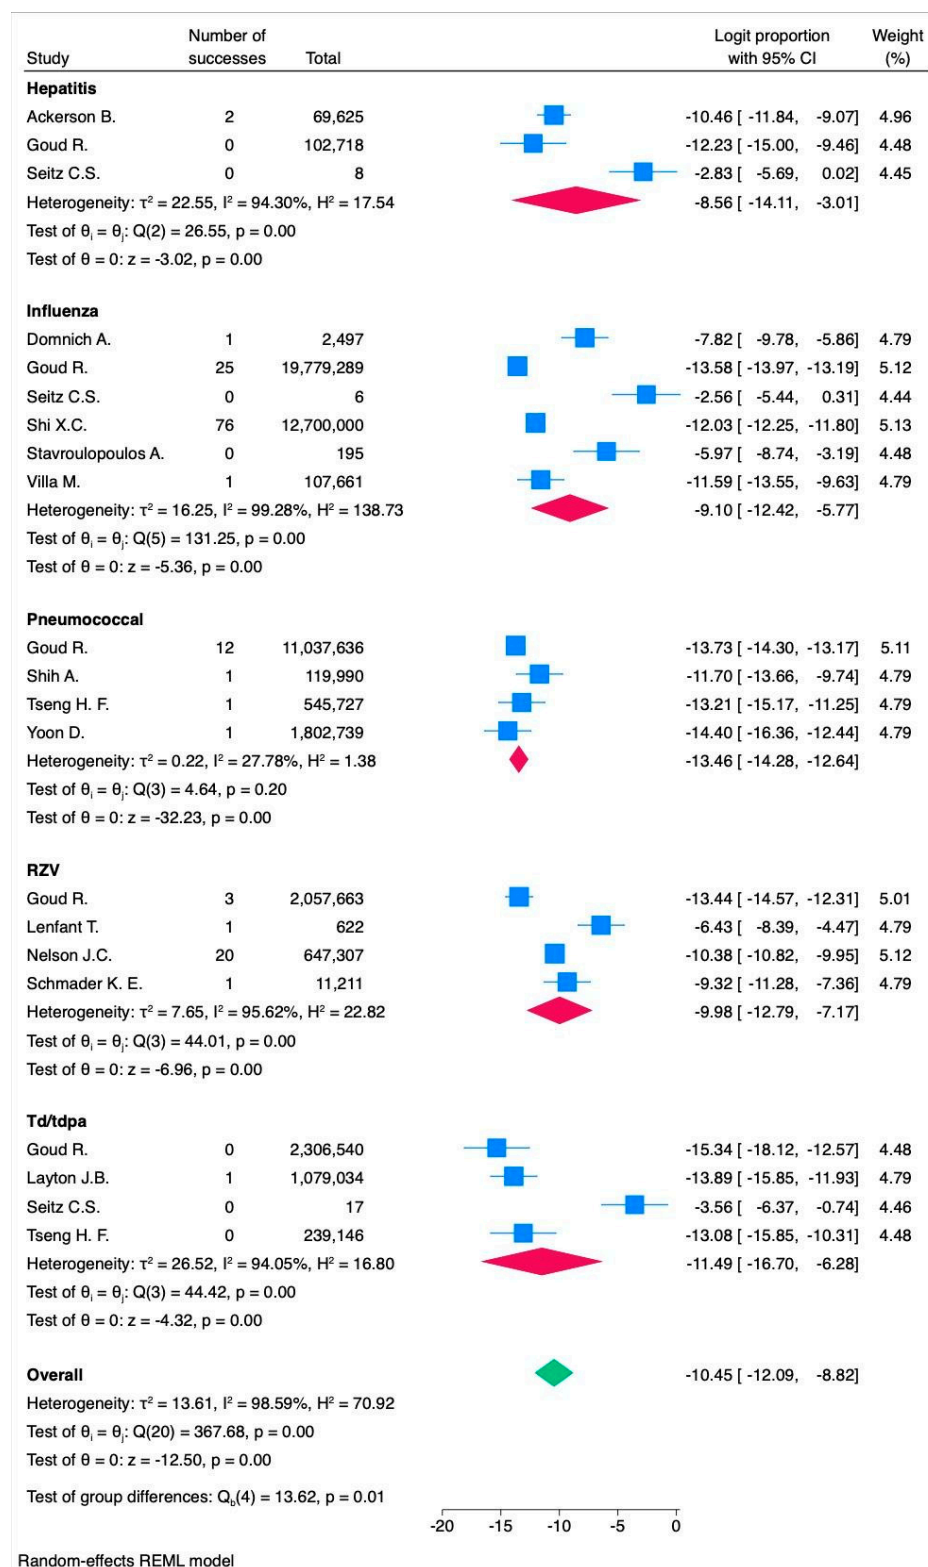 Number of Logit proportion Weight
Study successes Total with 95% CI (%)
Hepatitis
Ackerson B. 2 69,625 -10.46 [ -11.84, -9.07] 4.96
Goud R. 0 102,718 -12.23 [ -15.00, -9.46] 4.48
Seitz C.S. 0 8 -2.83 [ -5.69, 0.02] 4.45
Heterogeneity: τ² = 22.55, I² = 94.30%, H² = 17.54 -8.56 [ -14.11, -3.01]
Test of θᵢ = θⱼ: Q(2) = 26.55, p = 0.00
Test of θ = 0: z = -3.02, p = 0.00
Influenza
Domnich A. 1 2,497 -7.82 [ -9.78, -5.86] 4.79
Goud R. 25 19,779,289 -13.58 [ -13.97, -13.19] 5.12
Seitz C.S. 0 6 -2.56 [ -5.44, 0.31] 4.44
Shi X.C. 76 12,700,000 -12.03 [ -12.25, -11.80] 5.13
Stavroulopoulos A. 0 195 -5.97 [ -8.74, -3.19] 4.48
Villa M. 1 107,661 -11.59 [ -13.55, -9.63] 4.79
Heterogeneity: τ² = 16.25, I² = 99.28%, H² = 138.73 -9.10 [ -12.42, -5.77]
Test of θᵢ = θⱼ: Q(5) = 131.25, p = 0.00
Test of θ = 0: z = -5.36, p = 0.00
Pneumococcal
Goud R. 12 11,037,636 -13.73 [ -14.30, -13.17] 5.11
Shih A. 1 119,990 -11.70 [ -13.66, -9.74] 4.79
Tseng H. F. 1 545,727 -13.21 [ -15.17, -11.25] 4.79
Yoon D. 1 1,802,739 -14.40 [ -16.36, -12.44] 4.79
Heterogeneity: τ² = 0.22, I² = 27.78%, H² = 1.38 -13.46 [ -14.28, -12.64]
Test of θᵢ = θⱼ: Q(3) = 4.64, p = 0.20
Test of θ = 0: z = -32.23, p = 0.00
RZV
Goud R. 3 2,057,663 -13.44 [ -14.57, -12.31] 5.01
Lenfant T. 1 622 -6.43 [ -8.39, -4.47] 4.79
Nelson J.C. 20 647,307 -10.38 [ -10.82, -9.95] 5.12
Schmader K. E. 1 11,211 -9.32 [ -11.28, -7.36] 4.79
Heterogeneity: τ² = 7.65, I² = 95.62%, H² = 22.82 -9.98 [ -12.79, -7.17]
Test of θᵢ = θⱼ: Q(3) = 44.01, p = 0.00
Test of θ = 0: z = -6.96, p = 0.00
Td/tdpa
Goud R. 0 2,306,540 -15.34 [ -18.12, -12.57] 4.48
Layton J.B. 1 1,079,034 -13.89 [ -15.85, -11.93] 4.79
Seitz C.S. 0 17 -3.56 [ -6.37, -0.74] 4.46
Tseng H. F. 0 239,146 -13.08 [ -15.85, -10.31] 4.48
Heterogeneity: τ² = 26.52, I² = 94.05%, H² = 16.80 -11.49 [ -16.70, -6.28]
Test of θᵢ = θⱼ: Q(3) = 44.42, p = 0.00
Test of θ = 0: z = -4.32, p = 0.00
Overall -10.45 [ -12.09, -8.82]
Heterogeneity: τ² = 13.61, I² = 98.59%, H² = 70.92
Test of θᵢ = θⱼ: Q(20) = 367.68, p = 0.00
Test of θ = 0: z = -12.50, p = 0.00
Test of group differences: Q_b(4) = 13.62, p = 0.01
-20 -15 -10 -5 0
Random-effects REML model